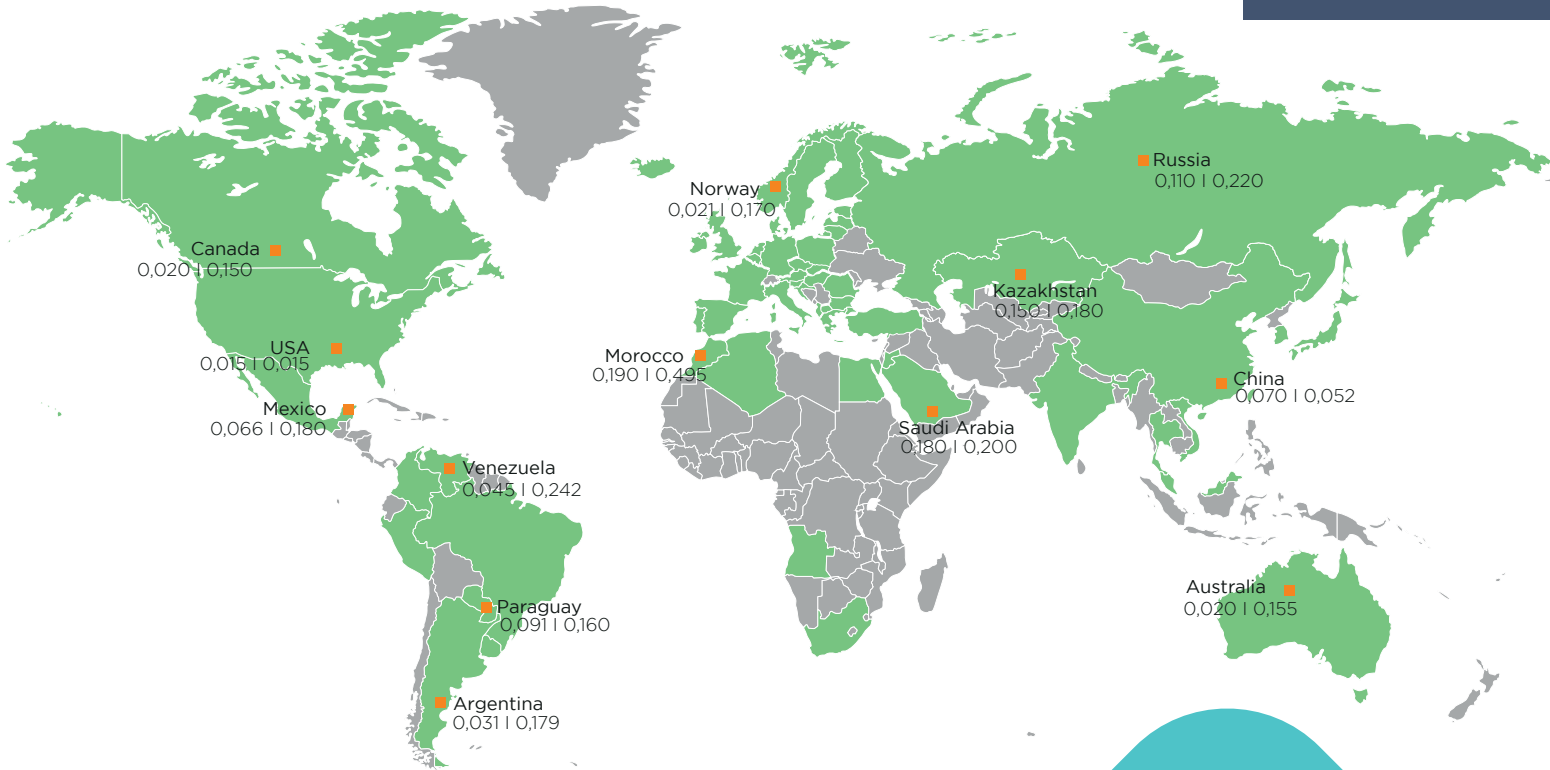 Russia
0,110 | 0,220
Norway
0,021 | 0,170
Canada
0,020 | 0,150
Kazakhstan
0,150 | 0,180
USA
0,015 | 0,015
Morocco
0,190 | 0,495
China
0,070 | 0,052
Mexico
0,066 | 0,180
Saudi Arabia
0,180 | 0,200
Venezuela
0,045 | 0,242
Australia
0,020 | 0,155
Paraguay
0,091 | 0,160
Argentina
0,031 | 0,179